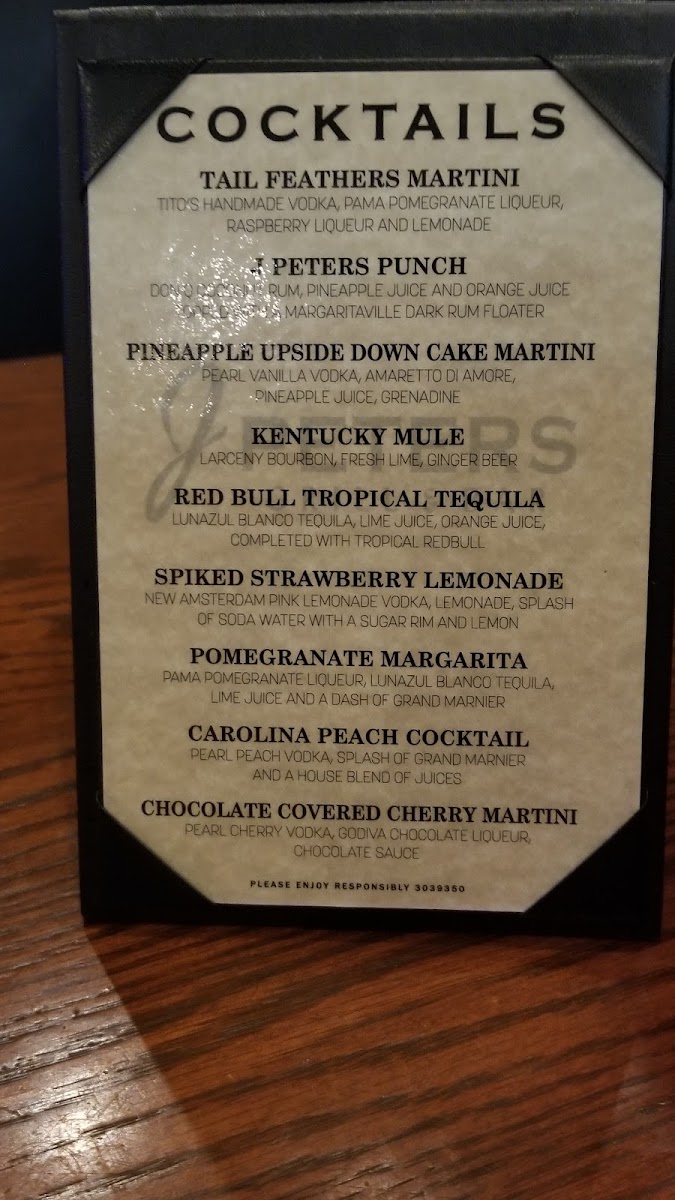 COCKTAILS
TAIL FEATHERS MARTINI
TITO'S HANDMADE VODKA, PAMA POMEGRANATE LIQUEUR,
RASPBERRY LIQUEUR AND LEMONADE
J PETERS PUNCH
RUM, PINEAPPLE JUICE AND ORANGE JUICE
MARGARITAVILLE DARK RUM FLOATER
PINEAPPLE UPSIDE DOWN CAKE MARTINI
PEARL VANILLA VODKA, AMARETTO DI AMORE,
PINEAPPLE JUICE, GRENADINE
KENTUCKY MULE
LARCENY BOURBON, FRESH LIME, GINGER BEER
RED BULL TROPICAL TEQUILA
LUNAZUL BLANCO TEQUILA, LIME JUICE, ORANGE JUICE,
COMPLETED WITH TROPICAL REDBULL
SPIKED STRAWBERRY LEMONADE
NEW AMSTERDAM PINK LEMONADE VODKA, LEMONADE, SPLASH
OF SODA WATER WITH A SUGAR RIM AND LEMON
POMEGRANATE MARGARITA
PAMA POMEGRANATE LIQUEUR, LUNAZUL BLANCO TEQUILA,
LIME JUICE AND A DASH OF GRAND MARNIER
CAROLINA PEACH COCKTAIL
PEARL PEACH VODKA, SPLASH OF GRAND MARNIER
AND A HOUSE BLEND OF JUICES
CHOCOLATE COVERED CHERRY MARTINI
PEARL CHERRY VODKA, GODIVA CHOCOLATE LIQUEUR,
CHOCOLATE SAUCE
PLEASE ENJOY RESPONSIBLY 3039350